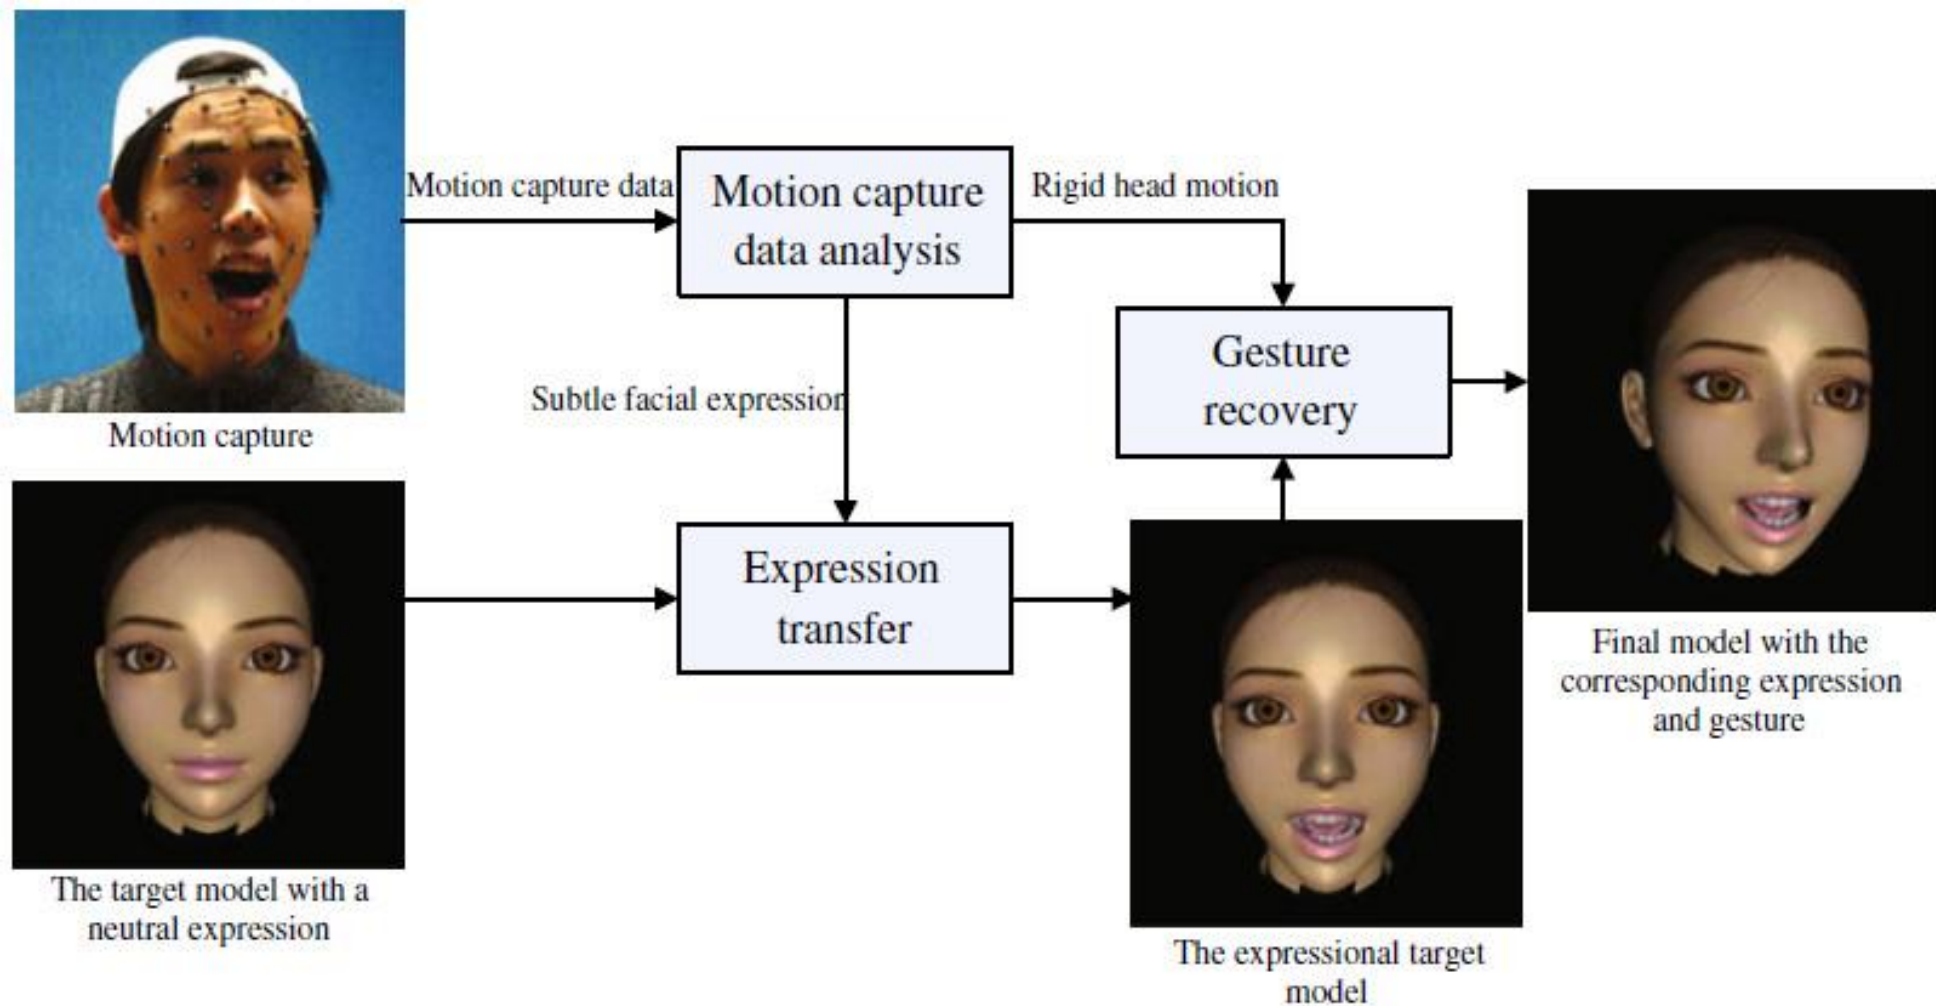 Motion capture data
Motion capture
data analysis
Rigid head motion
Gesture
recovery
Subtle facial expression
Motion capture
Expression
transfer
Final model with the
corresponding expression
and gesture
The target model with a
neutral expression
The expressional target
model